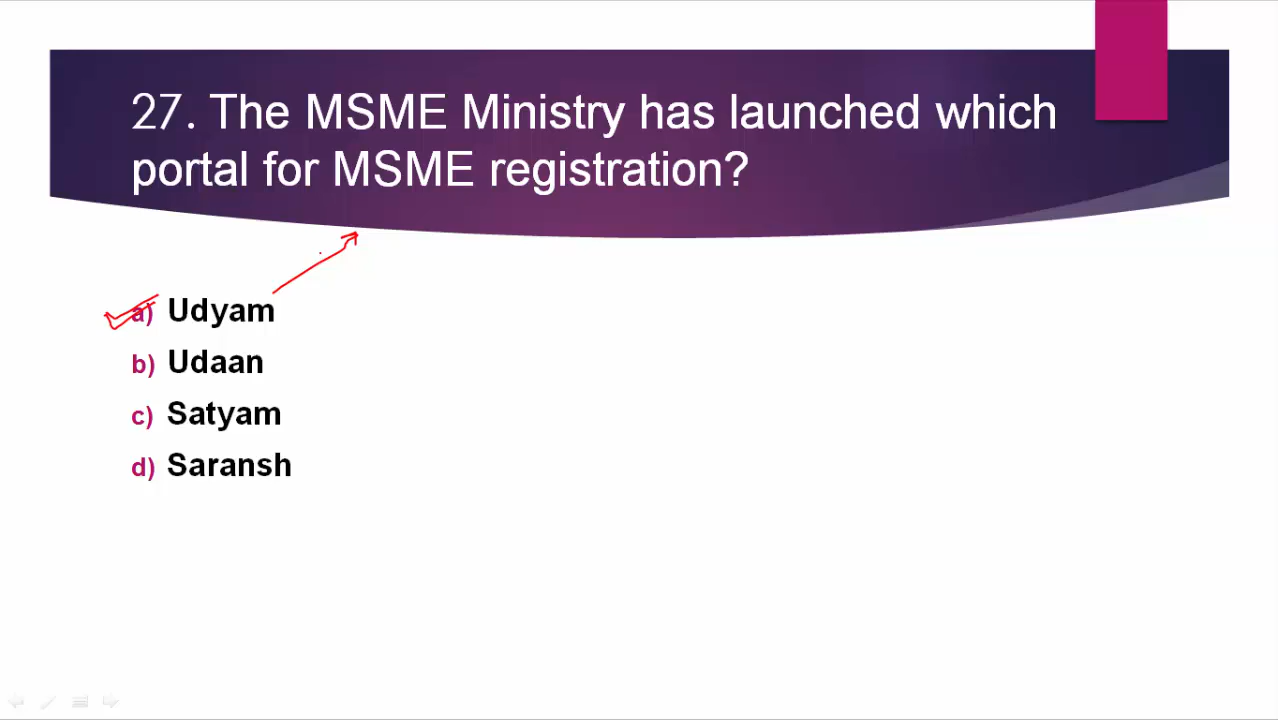 27. The MSME Ministry has launched which
portal for MSME registration?
a) Udyam
b) Udaan
c) Satyam
d) Saransh